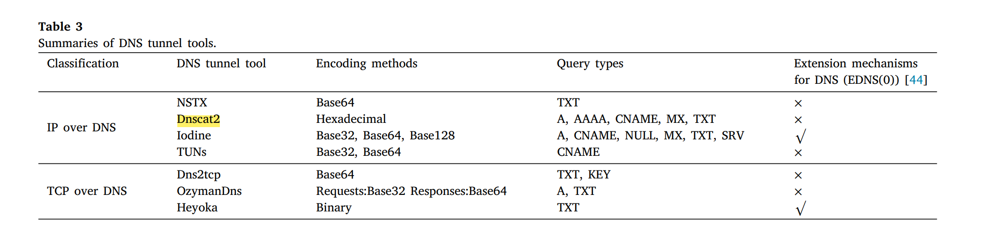 Table 3
Summaries of DNS tunnel tools.
Classification DNS tunnel tool Encoding methods Query types Extension mechanisms
for DNS (EDNS(0)) [44]
NSTX Base64 TXT ×
Dnscat2 Hexadecimal A, AAAA, CNAME, MX, TXT ×
IP over DNS
Iodine Base32, Base64, Base128 A, CNAME, NULL, MX, TXT, SRV √
TUNs Base32, Base64 CNAME ×
Dns2tcp Base64 TXT, KEY ×
TCP over DNS OzymanDns Requests:Base32 Responses:Base64 A, TXT ×
Heyoka Binary TXT √